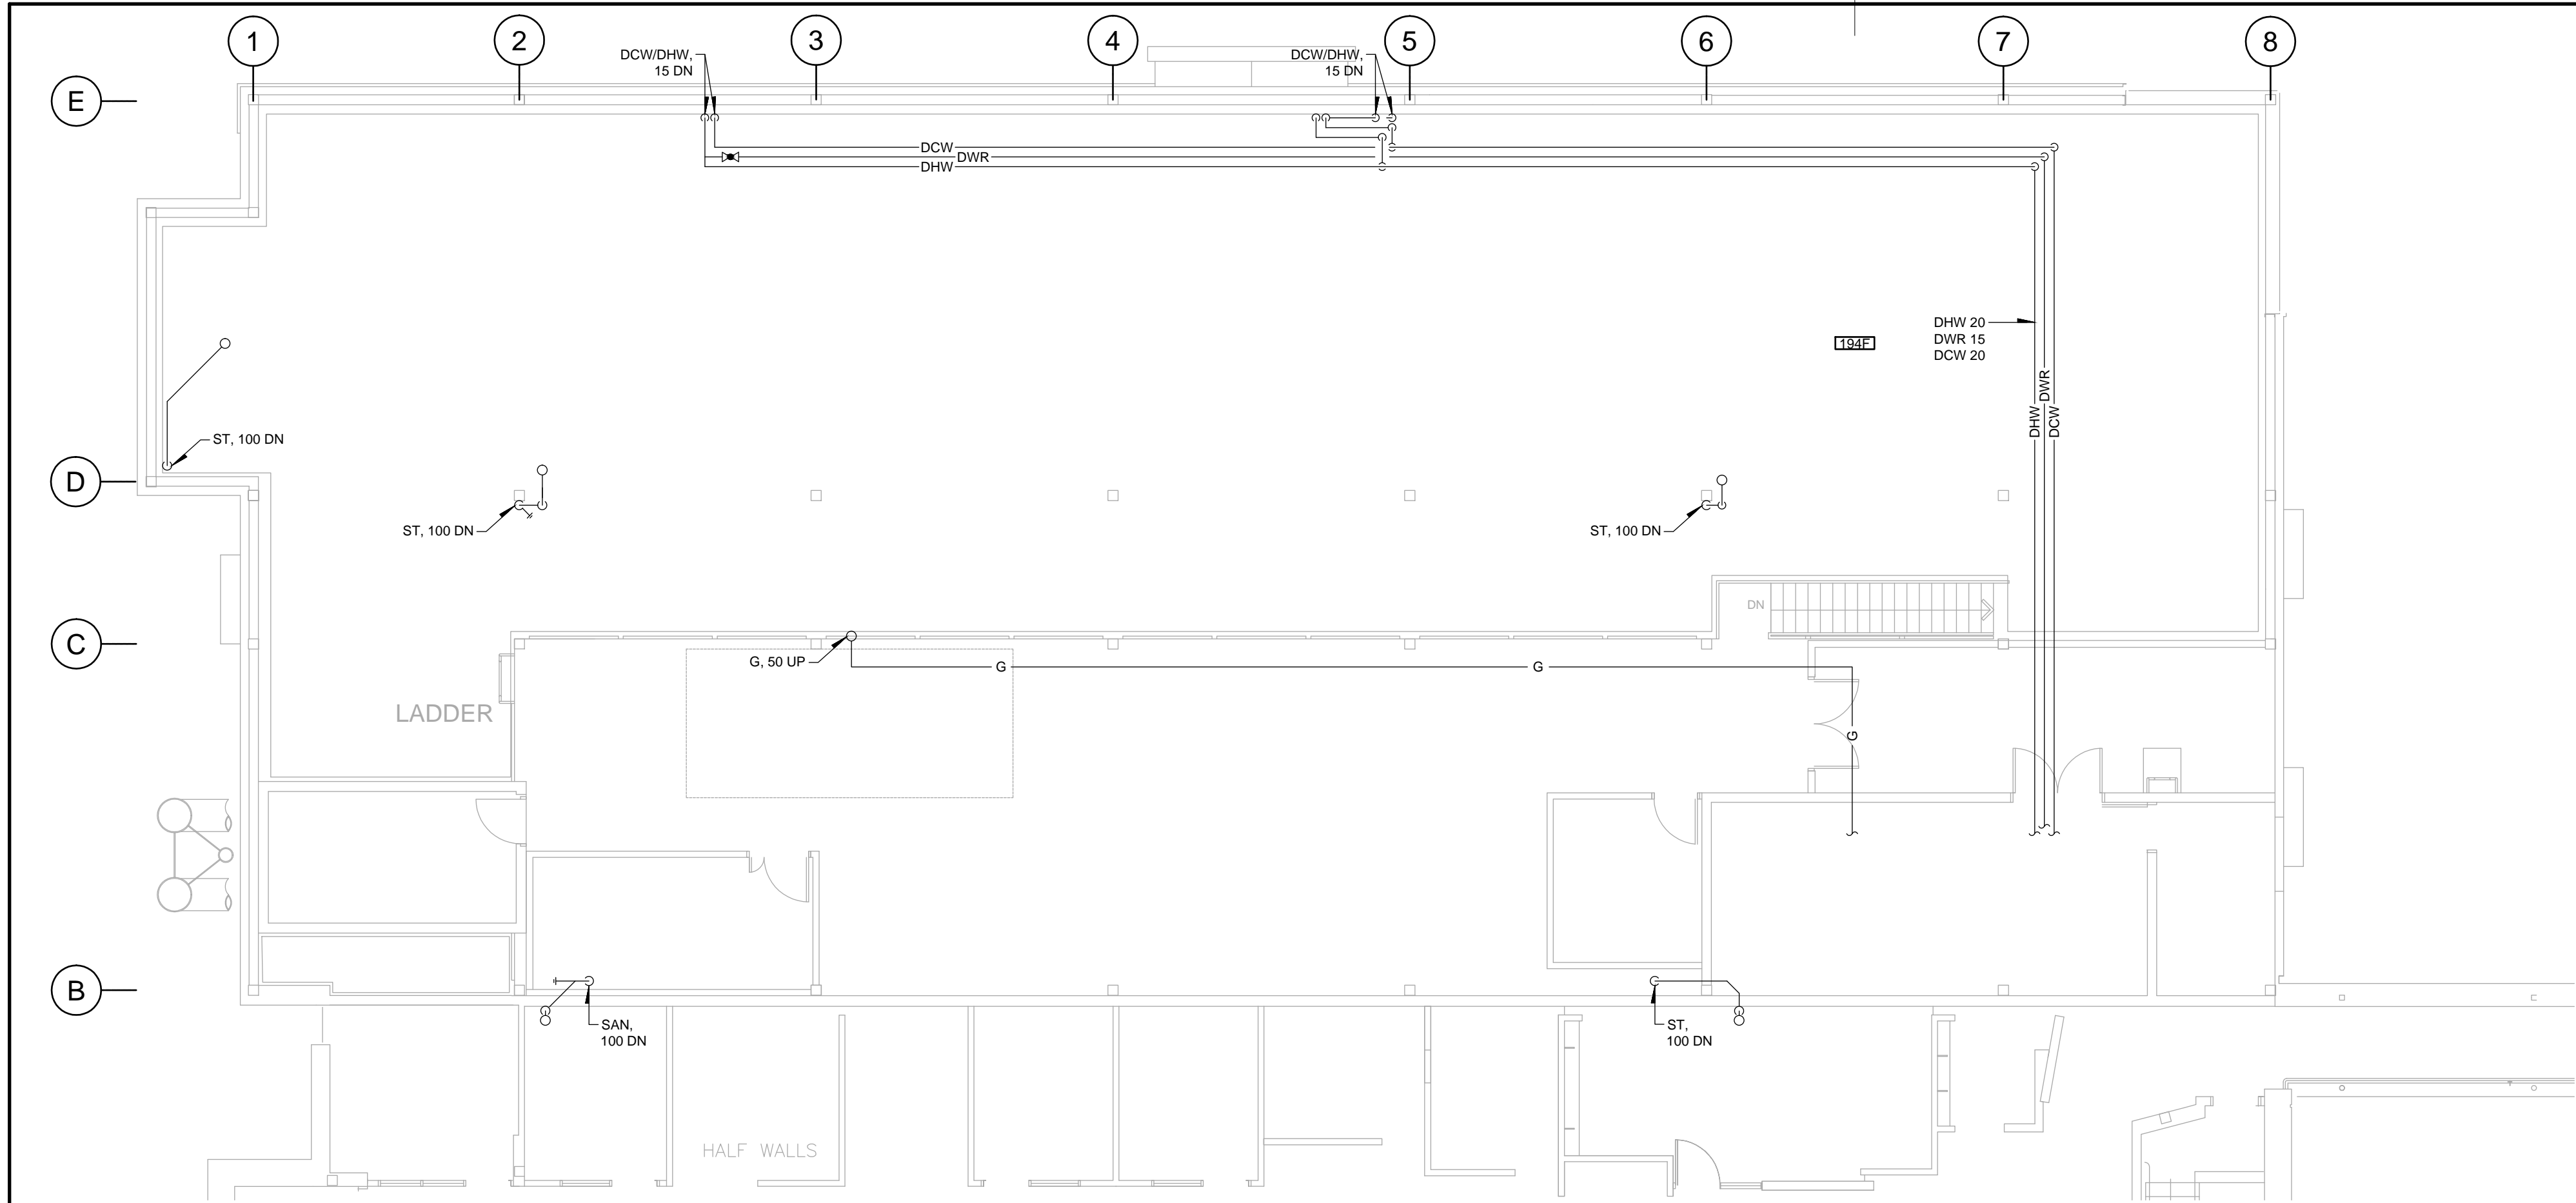 1
2
3
4
5
6
7
8
E
D
C
B
DCW/DHW,
15 DN
DCW/DHW,
15 DN
DCW
DWR
DHW
194F
DHW 20
DWR 15
DCW 20
DHW
DWR
DCW
ST, 100 DN
ST, 100 DN
ST, 100 DN
DN
G, 50 UP
G
G
G
LADDER
SAN,
100 DN
ST,
100 DN
HALF WALLS